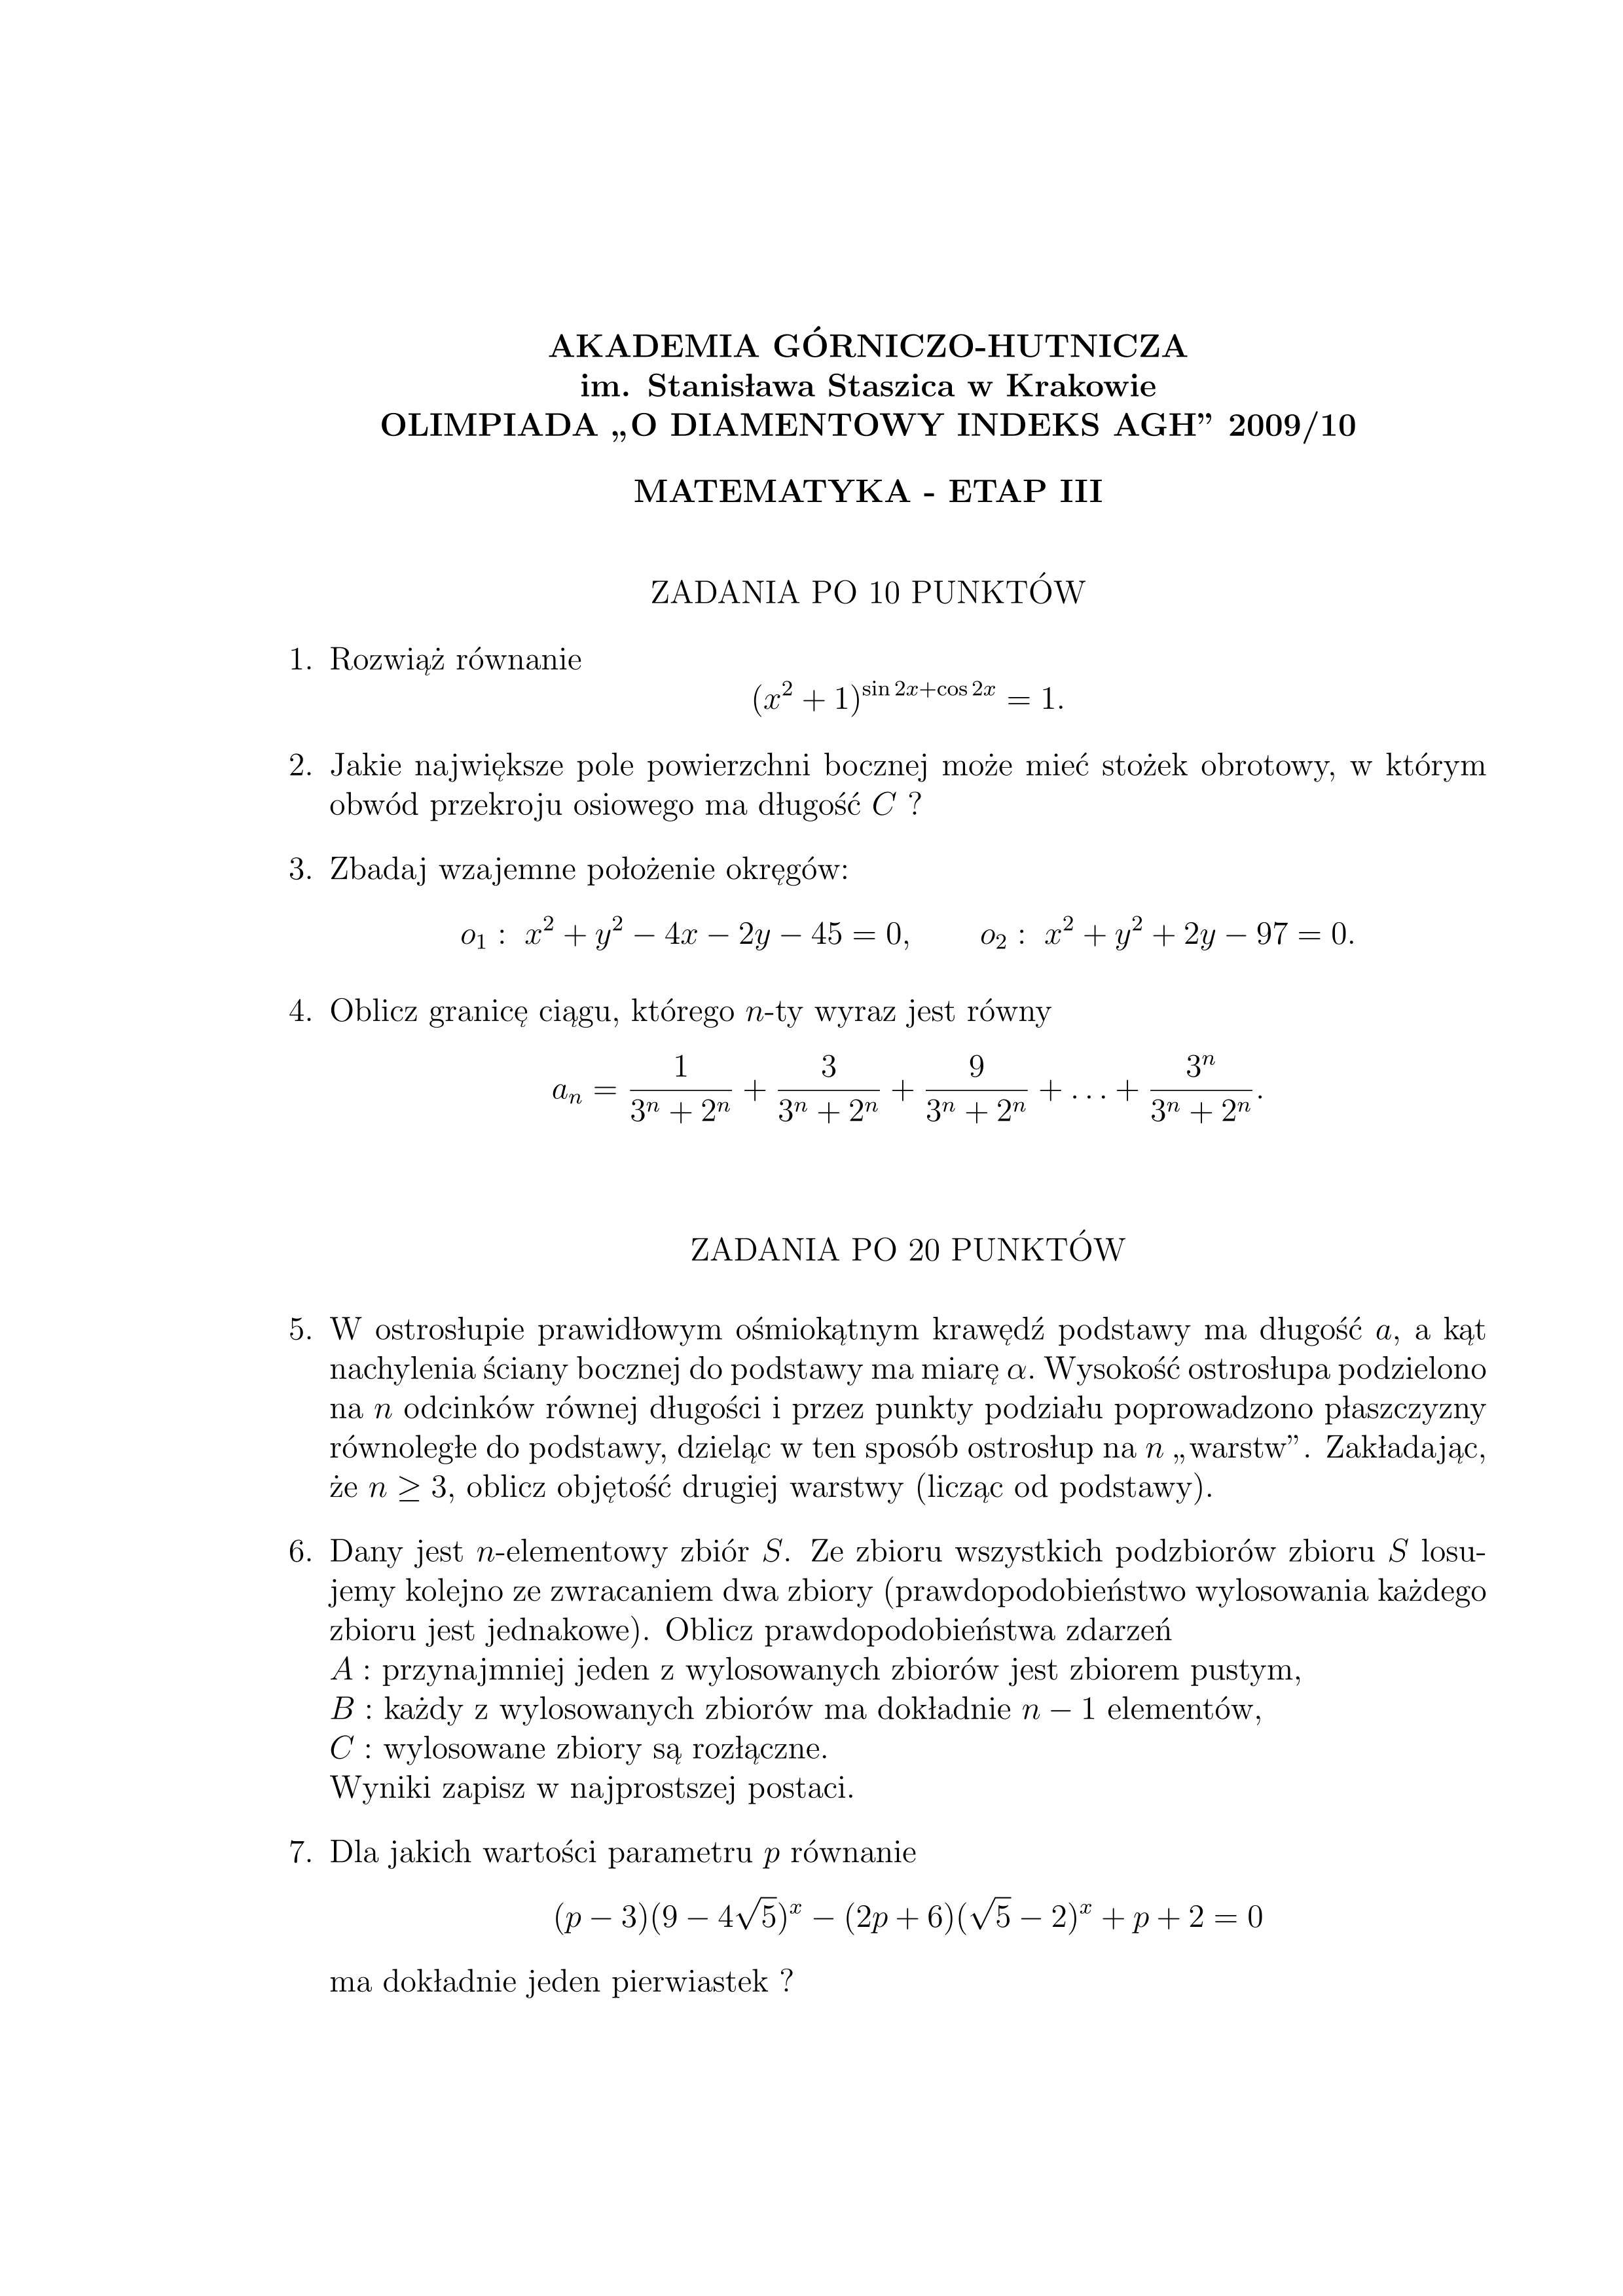 AKADEMIA GÓRNICZO-HUTNICZA
im. Stanisława Staszica w Krakowie
OLIMPIADA „O DIAMENTOWY INDEKS AGH” 2009/10
MATEMATYKA - ETAP III
ZADANIA PO 10 PUNKTÓW
1. Rozwiąż równanie
$(x^2 + 1)^{\sin 2x + \cos 2x} = 1.$
2. Jakie największe pole powierzchni bocznej może mieć stożek obrotowy, w którym
obwód przekroju osiowego ma długość $C$ ?
3. Zbadaj wzajemne położenie okręgów:
$o_1 : \ x^2 + y^2 - 4x - 2y - 45 = 0, \qquad o_2 : \ x^2 + y^2 + 2y - 97 = 0.$
4. Oblicz granicę ciągu, którego $n$-ty wyraz jest równy
$a_n = \frac{1}{3^n + 2^n} + \frac{3}{3^n + 2^n} + \frac{9}{3^n + 2^n} + \ldots + \frac{3^n}{3^n + 2^n}.$
ZADANIA PO 20 PUNKTÓW
5. W ostrosłupie prawidłowym ośmiokątnym krawędź podstawy ma długość $a$, a kąt
nachylenia ściany bocznej do podstawy ma miarę $\alpha$. Wysokość ostrosłupa podzielono
na $n$ odcinków równej długości i przez punkty podziału poprowadzono płaszczyzny
równoległe do podstawy, dzieląc w ten sposób ostrosłup na $n$ „warstw”. Zakładając,
że $n \geq 3$, oblicz objętość drugiej warstwy (licząc od podstawy).
6. Dany jest $n$-elementowy zbiór $S$. Ze zbioru wszystkich podzbiorów zbioru $S$ losu-
jemy kolejno ze zwracaniem dwa zbiory (prawdopodobieństwo wylosowania każdego
zbioru jest jednakowe). Oblicz prawdopodobieństwa zdarzeń
$A$ : przynajmniej jeden z wylosowanych zbiorów jest zbiorem pustym,
$B$ : każdy z wylosowanych zbiorów ma dokładnie $n - 1$ elementów,
$C$ : wylosowane zbiory są rozłączne.
Wyniki zapisz w najprostszej postaci.
7. Dla jakich wartości parametru $p$ równanie
$(p - 3)(9 - 4\sqrt{5})^x - (2p + 6)(\sqrt{5} - 2)^x + p + 2 = 0$
ma dokładnie jeden pierwiastek ?